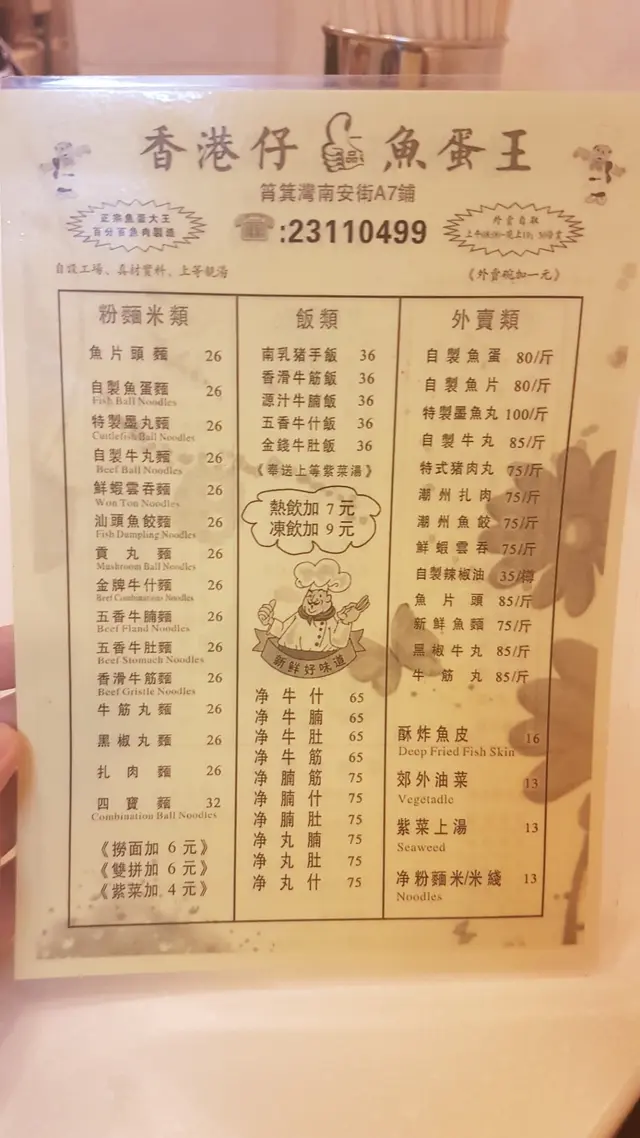 香港仔 魚蛋王
筲箕灣南安街A7鋪
正宗魚蛋大王
百分百魚肉製造
:23110499
外賣自取
自設工場、真材實料、上等靚湯
《外賣碗加一元》
粉麵米類
魚片頭麵 26
自製魚蛋麵 26
Fish Ball Noodles
特製墨丸麵 26
Cuttlefish Ball Noodles
自製牛丸麵 26
Beef Ball Noodles
鮮蝦雲吞麵 26
Won Ton Noodles
汕頭魚餃麵 26
Fish Dumpling Noodles
貢丸麵 26
Mushroom Ball Noodles
金牌牛什麵 26
Beef Combinations Noodles
五香牛腩麵 26
Beef Fland Noodles
五香牛肚麵 26
Beef Stomach Noodles
香滑牛筋麵 26
Beef Gristle Noodles
牛筋丸麵 26
黑椒丸麵 26
扎肉麵 26
四寶麵 32
Combination Ball Noodles
《撈面加 6 元》
《雙拼加 6 元》
《紫菜加 4 元》
飯類
南乳豬手飯 36
香滑牛筋飯 36
源汁牛腩飯 36
五香牛什飯 36
金錢牛肚飯 36
《奉送上等紫菜湯》
熱飲加 7 元
凍飲加 9 元
新鮮好味道
净牛什 65
净牛腩 65
净牛肚 65
净牛筋 65
净腩筋 75
净腩什 75
净腩肚 75
净丸腩 75
净丸肚 75
净丸什 75
外賣類
自製魚蛋 80/斤
自製魚片 80/斤
特製墨魚丸 100/斤
自製牛丸 85/斤
特式豬肉丸 75/斤
潮州扎肉 75/斤
潮州魚餃 75/斤
鮮蝦雲吞 75/斤
自製辣椒油 35/樽
魚片頭 85/斤
新鮮魚麵 75/斤
黑椒牛丸 85/斤
牛筋丸 85/斤
酥炸魚皮 16
Deep Fried Fish Skin
郊外油菜 13
Vegetadle
紫菜上湯 13
Seaweed
净粉麵米/米綫 13
Noodles